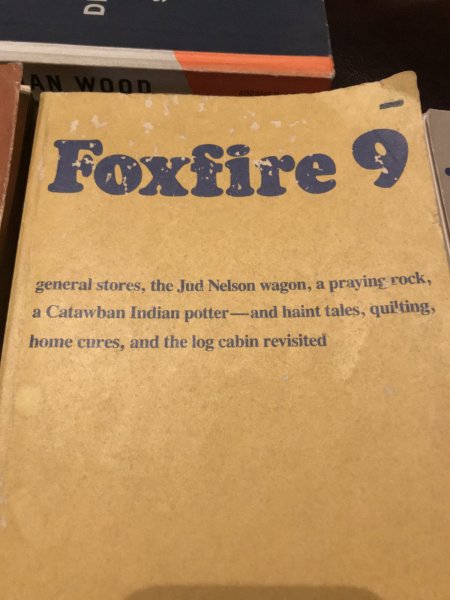 AN WOOD
Foxfire 9
general stores, the Jud Nelson wagon, a praying rock,
a Catawban Indian potter—and haint tales, quilting,
home cures, and the log cabin revisited